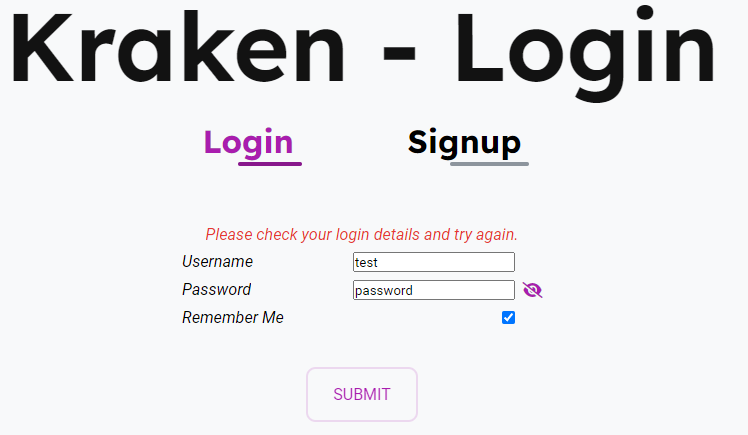 Kraken - Login
Login Signup
Please check your login details and try again.
Username test
Password password
Remember Me
SUBMIT